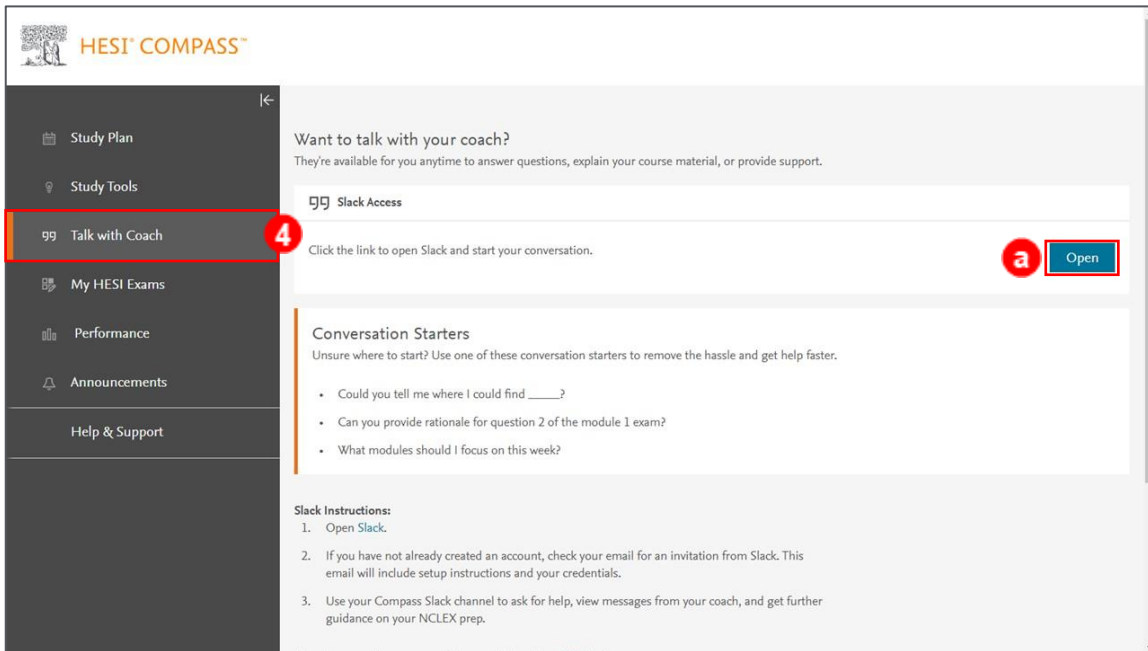 HESI® COMPASS™
Study Plan
Study Tools
Talk with Coach
4
My HESI Exams
Performance
Announcements
Help & Support
Want to talk with your coach?
They're available for you anytime to answer questions, explain your course material, or provide support.
Slack Access
Click the link to open Slack and start your conversation.
a
Open
Conversation Starters
Unsure where to start? Use one of these conversation starters to remove the hassle and get help faster.
• Could you tell me where I could find _____?
• Can you provide rationale for question 2 of the module 1 exam?
• What modules should I focus on this week?
Slack Instructions:
1. Open Slack.
2. If you have not already created an account, check your email for an invitation from Slack. This
email will include setup instructions and your credentials.
3. Use your Compass Slack channel to ask for help, view messages from your coach, and get further
guidance on your NCLEX prep.